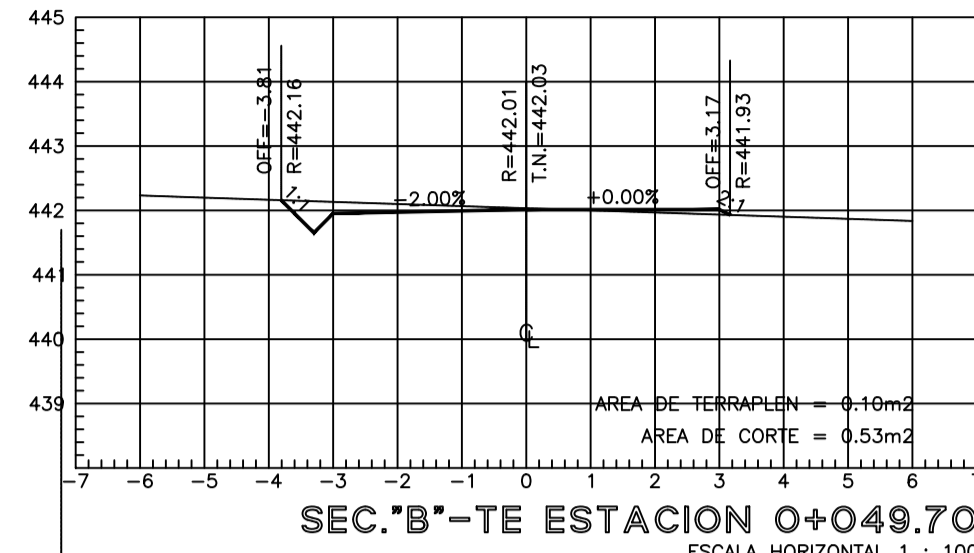 445
444
443
442
441
440
439
OFF=-3.81
R=442.16
1:1
-2.00%
R=442.01
T.N.=442.03
+0.00%
OFF=3.17
R=441.93
2:1
℄
AREA DE TERRAPLEN = 0.10m2
AREA DE CORTE = 0.53m2
-7 -6 -5 -4 -3 -2 -1 0 1 2 3 4 5 6 7
SEC."B"-TE ESTACION 0+049.70
ESCALA HORIZONTAL 1 : 100